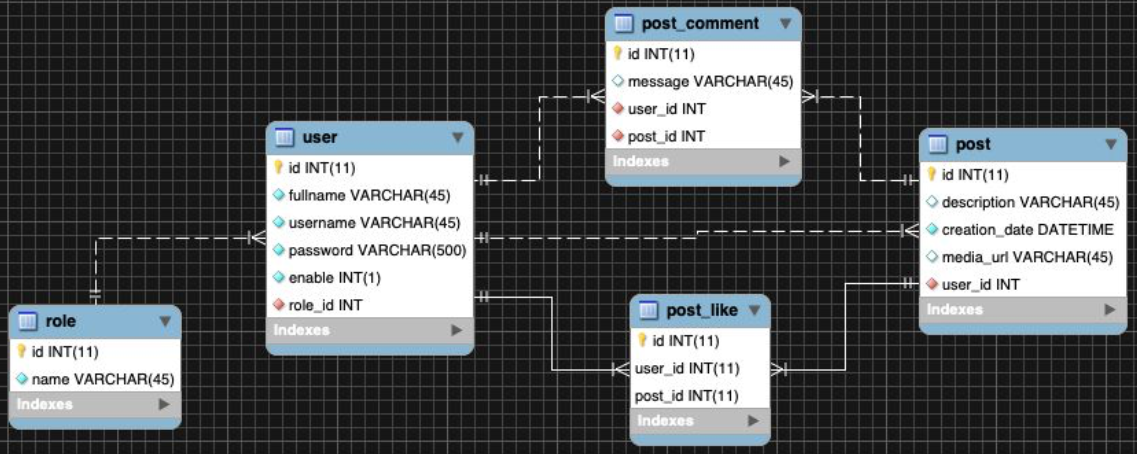 post_comment
id INT(11)
message VARCHAR(45)
user_id INT
post_id INT
Indexes
user
id INT(11)
fullname VARCHAR(45)
username VARCHAR(45)
password VARCHAR(500)
enable INT(1)
role_id INT
Indexes
post
id INT(11)
description VARCHAR(45)
creation_date DATETIME
media_url VARCHAR(45)
user_id INT
Indexes
role
id INT(11)
name VARCHAR(45)
Indexes
post_like
id INT(11)
user_id INT(11)
post_id INT(11)
Indexes